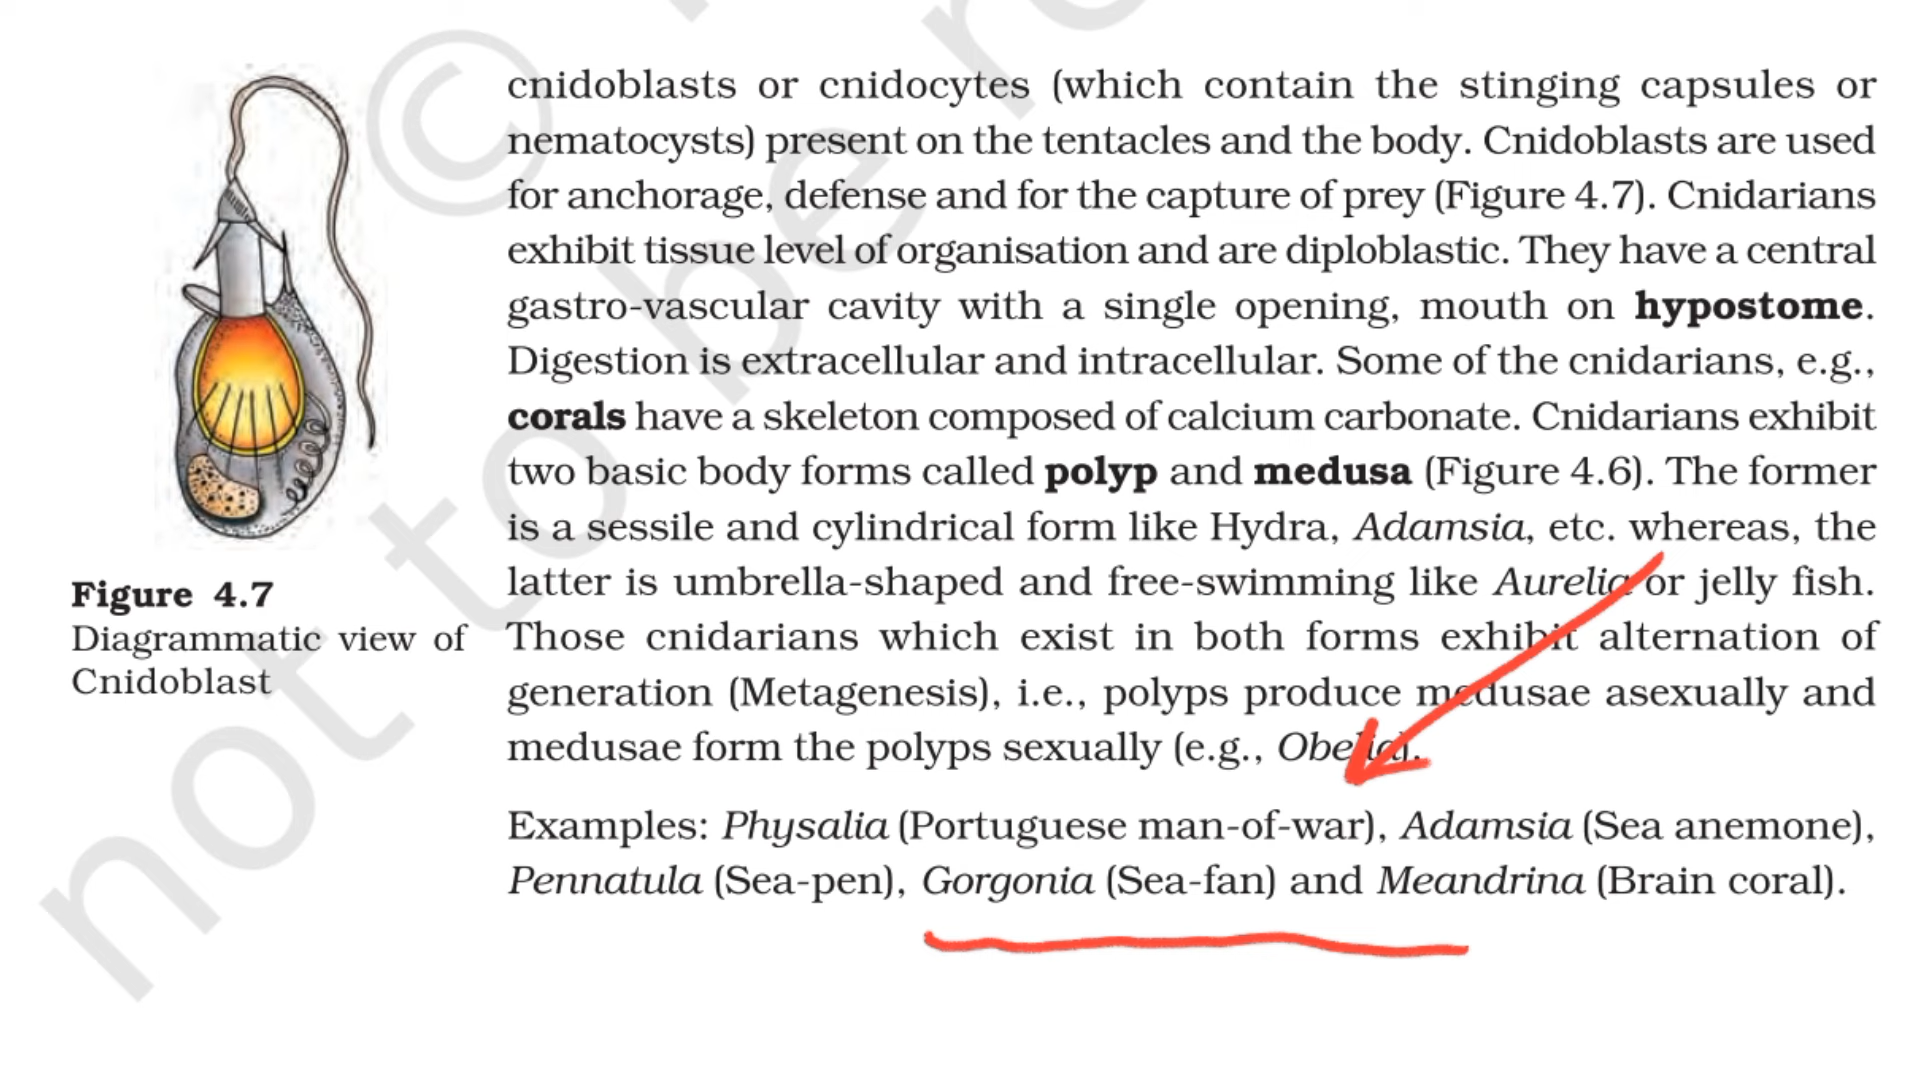 cnidoblasts or cnidocytes (which contain the stinging capsules or
nematocysts) present on the tentacles and the body. Cnidoblasts are used
for anchorage, defense and for the capture of prey (Figure 4.7). Cnidarians
exhibit tissue level of organisation and are diploblastic. They have a central
gastro-vascular cavity with a single opening, mouth on hypostome.
Digestion is extracellular and intracellular. Some of the cnidarians, e.g.,
corals have a skeleton composed of calcium carbonate. Cnidarians exhibit
two basic body forms called polyp and medusa (Figure 4.6). The former
is a sessile and cylindrical form like Hydra, Adamsia, etc. whereas, the
latter is umbrella-shaped and free-swimming like Aurelia or jelly fish.
Those cnidarians which exist in both forms exhibit alternation of
generation (Metagenesis), i.e., polyps produce medusae asexually and
medusae form the polyps sexually (e.g., Obelia).
Examples: Physalia (Portuguese man-of-war), Adamsia (Sea anemone),
Pennatula (Sea-pen), Gorgonia (Sea-fan) and Meandrina (Brain coral).
Figure 4.7
Diagrammatic view of
Cnidoblast
©
not to be re